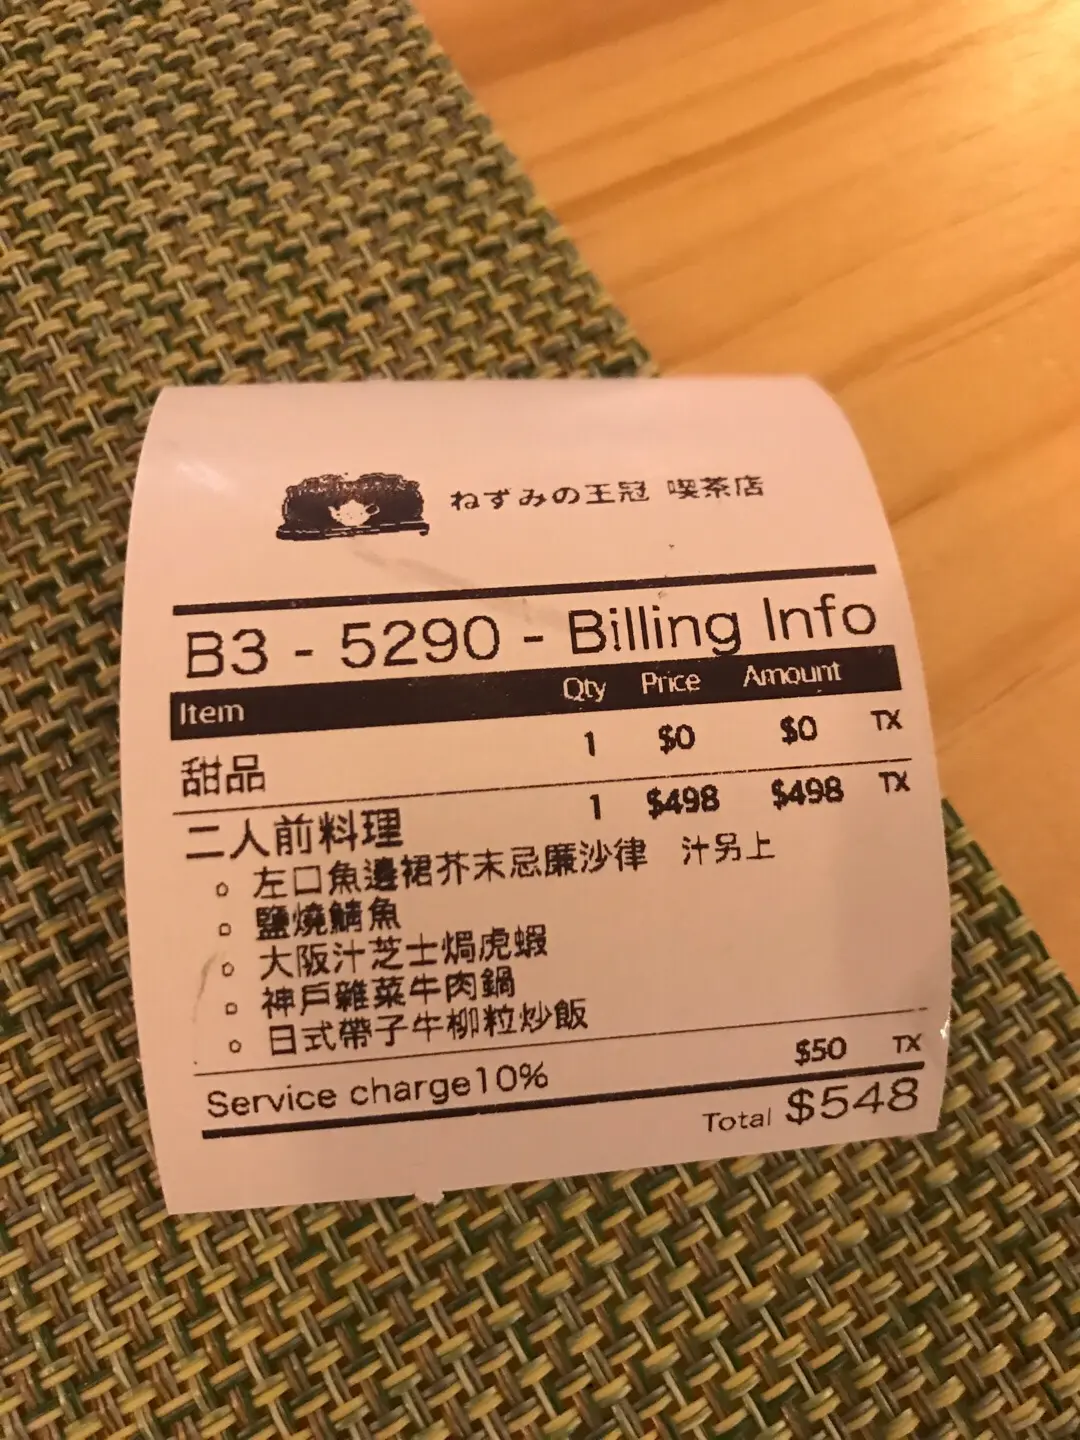 ねずみの王冠 喫茶店
B3 - 5290 - Billing Info
Item Qty Price Amount
甜品 1 $0 $0 TX
二人前料理 1 $498 $498 TX
左口魚邊裙芥末忌廉沙律 汁另上
鹽燒鯖魚
大阪汁芝士焗虎蝦
神戶雜菜牛肉鍋
日式帶子牛柳粒炒飯
Service charge10% $50 TX
Total $548